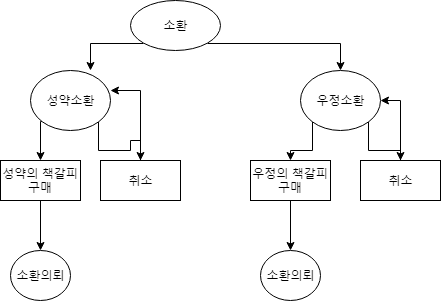 소환
성약소환
우정소환
성약의 책갈피
구매
취소
우정의 책갈피
구매
취소
소환의뢰
소환의뢰